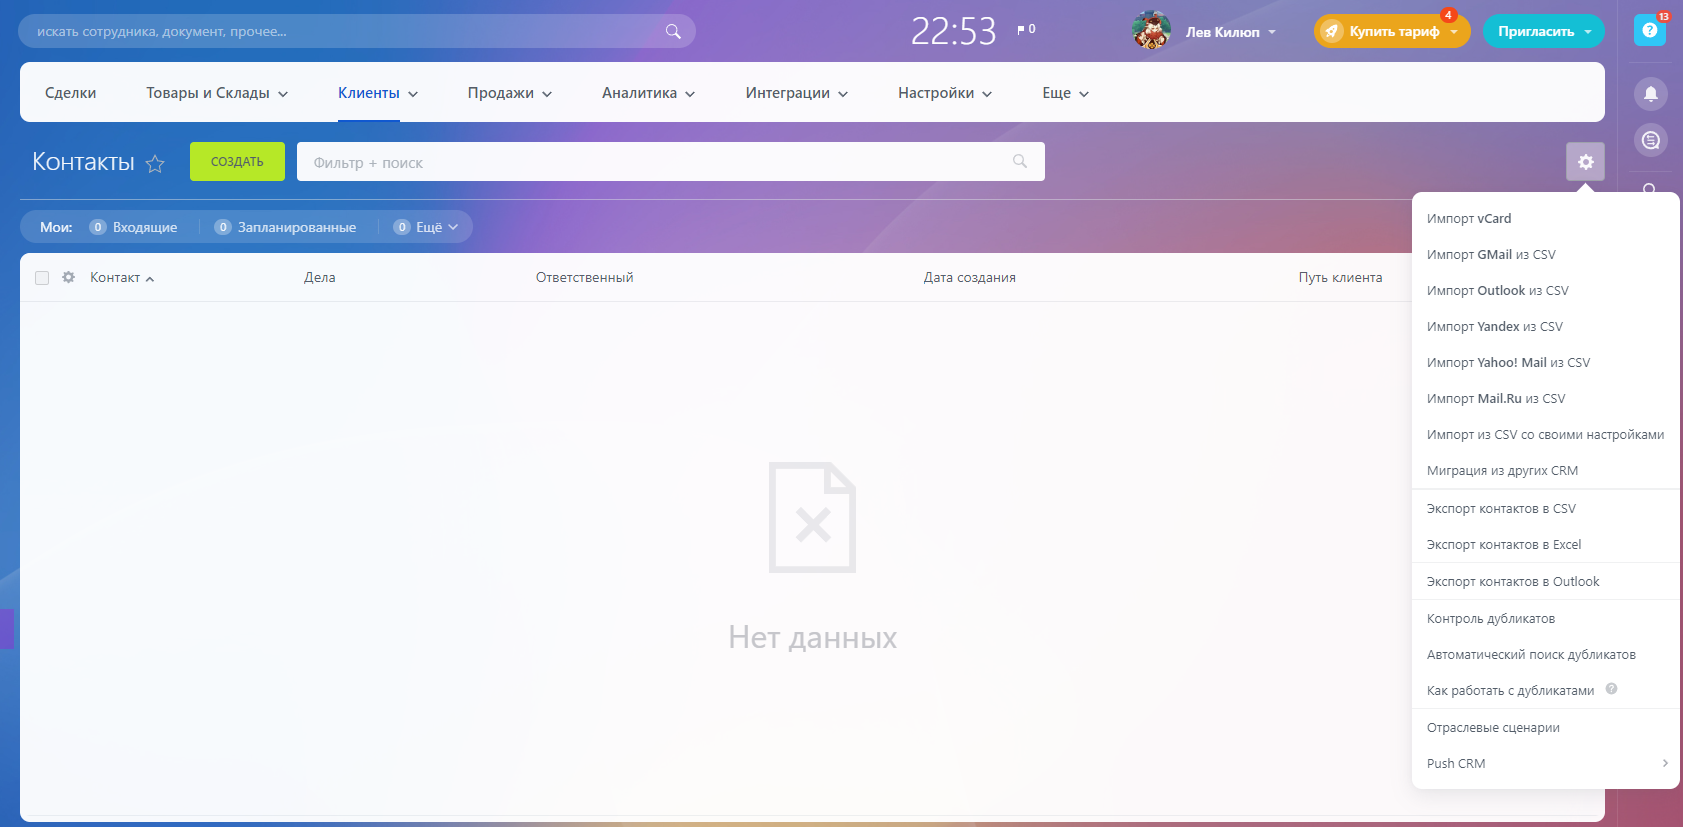 искать сотрудника, документ, прочее...
22:53
0
Лев Килюп
Купить тариф
4
Пригласить
?
13
Сделки
Товары и Склады
Клиенты
Продажи
Аналитика
Интеграции
Настройки
Еще
Контакты
СОЗДАТЬ
Фильтр + поиск
Мои:
0 Входящие
0 Запланированные
0 Ещё
Контакт
Дела
Ответственный
Дата создания
Путь клиента
Нет данных
Импорт vCard
Импорт GMail из CSV
Импорт Outlook из CSV
Импорт Yandex из CSV
Импорт Yahoo! Mail из CSV
Импорт Mail.Ru из CSV
Импорт из CSV со своими настройками
Миграция из других CRM
Экспорт контактов в CSV
Экспорт контактов в Excel
Экспорт контактов в Outlook
Контроль дубликатов
Автоматический поиск дубликатов
Как работать с дубликатами ?
Отраслевые сценарии
Push CRM